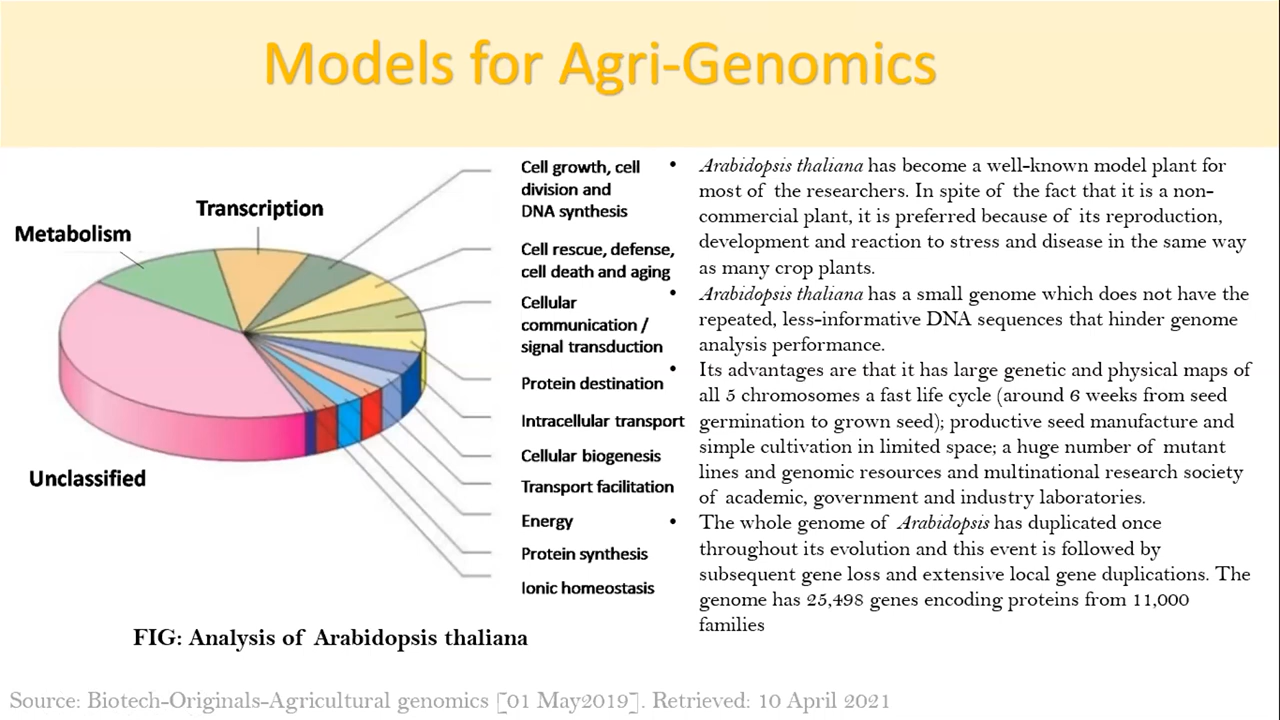 Models for Agri-Genomics
Transcription
Metabolism
Unclassified
Cell growth, cell
division and
DNA synthesis
Cell rescue, defense,
cell death and aging
Cellular
communication /
signal transduction
Protein destination
Intracellular transport
Cellular biogenesis
Transport facilitation
Energy
Protein synthesis
Ionic homeostasis
FIG: Analysis of Arabidopsis thaliana
• Arabidopsis thaliana has become a well-known model plant for
most of the researchers. In spite of the fact that it is a non-
commercial plant, it is preferred because of its reproduction,
development and reaction to stress and disease in the same way
as many crop plants.
• Arabidopsis thaliana has a small genome which does not have the
repeated, less-informative DNA sequences that hinder genome
analysis performance.
• Its advantages are that it has large genetic and physical maps of
all 5 chromosomes a fast life cycle (around 6 weeks from seed
germination to grown seed); productive seed manufacture and
simple cultivation in limited space; a huge number of mutant
lines and genomic resources and multinational research society
of academic, government and industry laboratories.
• The whole genome of Arabidopsis has duplicated once
throughout its evolution and this event is followed by
subsequent gene loss and extensive local gene duplications. The
genome has 25,498 genes encoding proteins from 11,000
families
Source: Biotech-Originals-Agricultural genomics [01 May2019]. Retrieved: 10 April 2021